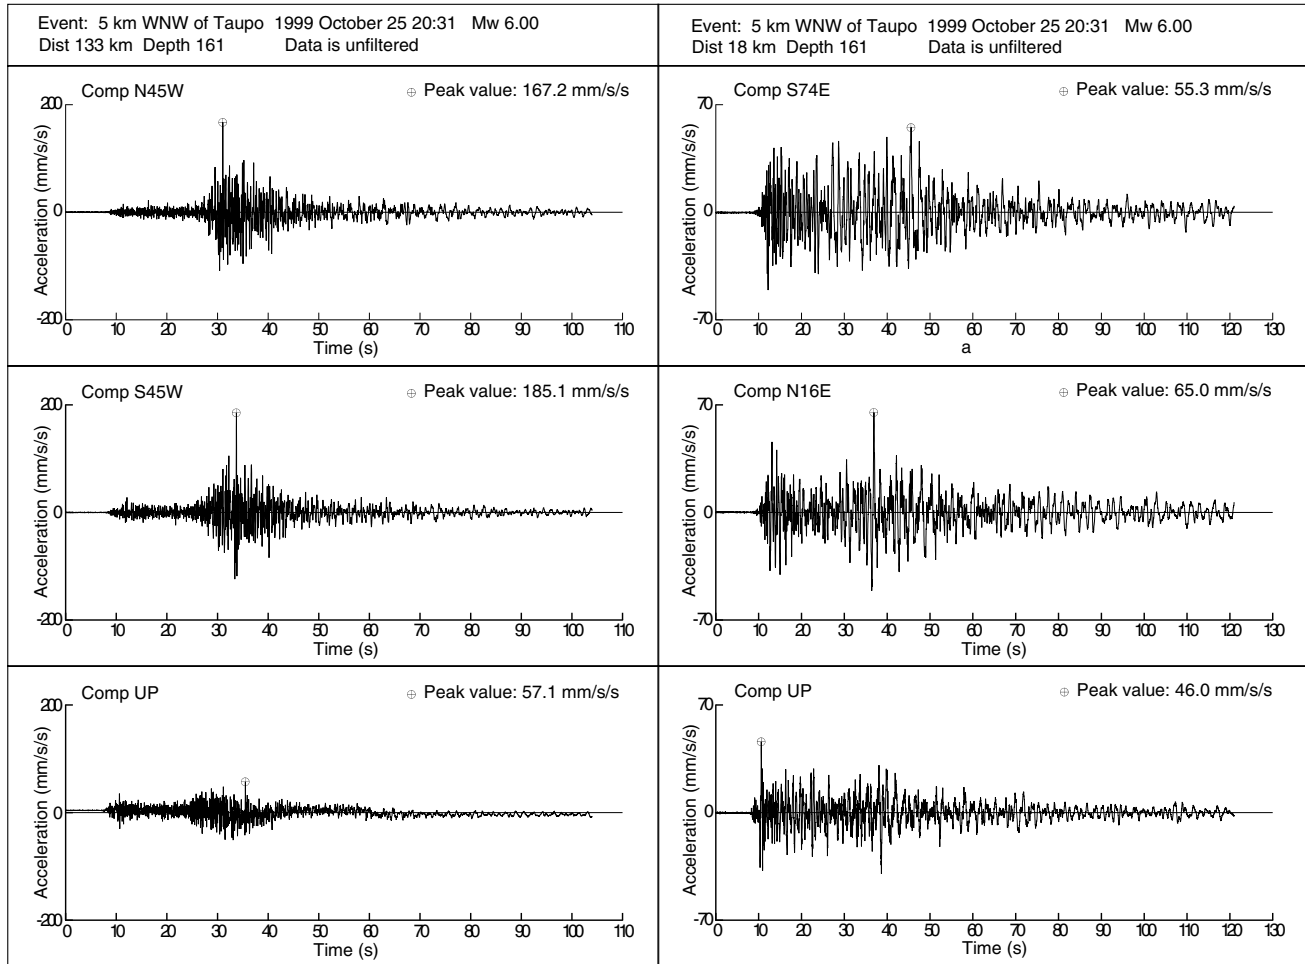 Event: 5 km WNW of Taupo 1999 October 25 20:31 Mw 6.00
Dist 133 km Depth 161 Data is unfiltered
Comp N45W ⊕ Peak value: 167.2 mm/s/s
200
0
-200
Acceleration (mm/s/s)
0 10 20 30 40 50 60 70 80 90 100 110
Time (s)
Comp S45W ⊕ Peak value: 185.1 mm/s/s
200
0
-200
Acceleration (mm/s/s)
0 10 20 30 40 50 60 70 80 90 100 110
Time (s)
Comp UP ⊕ Peak value: 57.1 mm/s/s
200
0
-200
Acceleration (mm/s/s)
0 10 20 30 40 50 60 70 80 90 100 110
Time (s)
Event: 5 km WNW of Taupo 1999 October 25 20:31 Mw 6.00
Dist 18 km Depth 161 Data is unfiltered
Comp S74E ⊕ Peak value: 55.3 mm/s/s
70
0
-70
Acceleration (mm/s/s)
0 10 20 30 40 50 60 70 80 90 100 110 120 130
a
Comp N16E ⊕ Peak value: 65.0 mm/s/s
70
0
-70
Acceleration (mm/s/s)
0 10 20 30 40 50 60 70 80 90 100 110 120 130
Time (s)
Comp UP ⊕ Peak value: 46.0 mm/s/s
70
0
-70
Acceleration (mm/s/s)
0 10 20 30 40 50 60 70 80 90 100 110 120 130
Time (s)